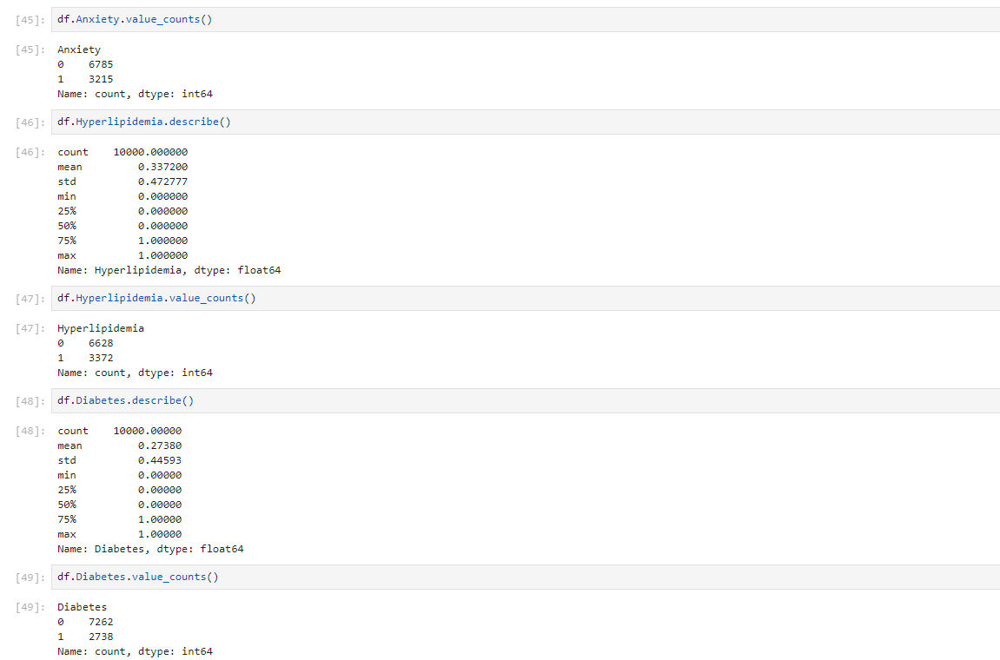 [45]: df.Anxiety.value_counts()
[45]: Anxiety
0    6785
1    3215
Name: count, dtype: int64
[46]: df.Hyperlipidemia.describe()
[46]: count    10000.000000
mean         0.337200
std          0.472777
min          0.000000
25%          0.000000
50%          0.000000
75%          1.000000
max          1.000000
Name: Hyperlipidemia, dtype: float64
[47]: df.Hyperlipidemia.value_counts()
[47]: Hyperlipidemia
0    6628
1    3372
Name: count, dtype: int64
[48]: df.Diabetes.describe()
[48]: count    10000.00000
mean         0.27380
std          0.44593
min          0.00000
25%          0.00000
50%          0.00000
75%          1.00000
max          1.00000
Name: Diabetes, dtype: float64
[49]: df.Diabetes.value_counts()
[49]: Diabetes
0    7262
1    2738
Name: count, dtype: int64